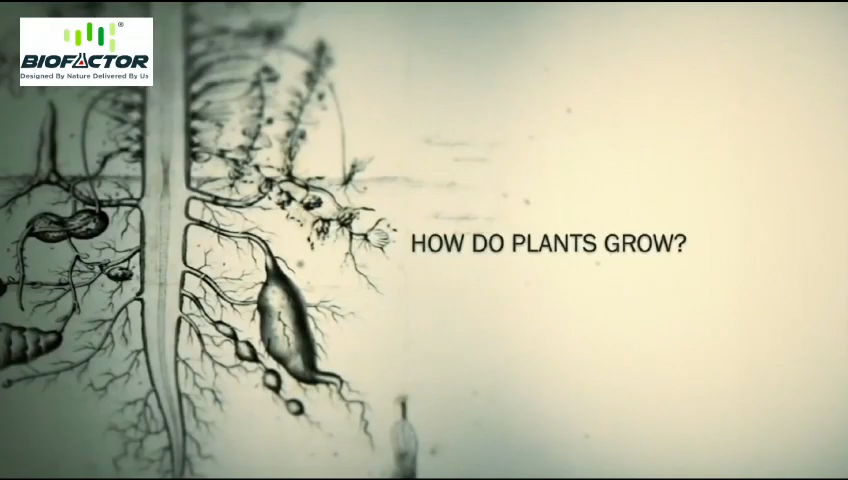 BIOFACTOR®
Designed By Nature Delivered By Us
HOW DO PLANTS GROW?